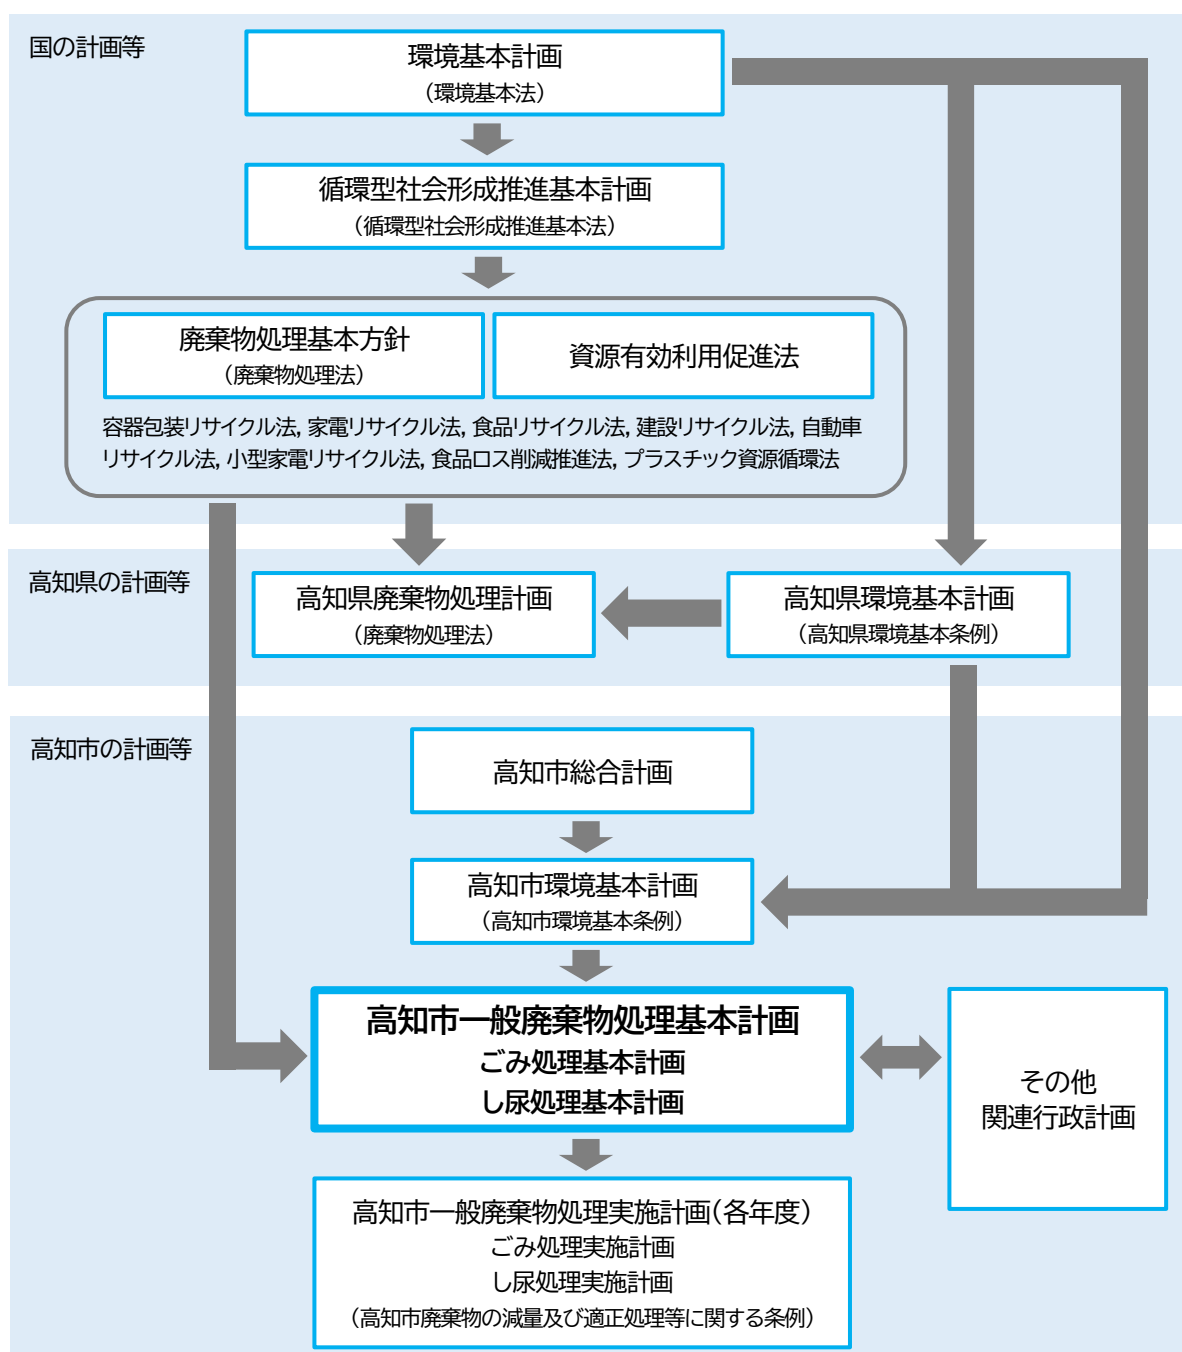 国の計画等
環境基本計画
（環境基本法）
循環型社会形成推進基本計画
（循環型社会形成推進基本法）
廃棄物処理基本方針
（廃棄物処理法）
資源有効利用促進法
容器包装リサイクル法, 家電リサイクル法, 食品リサイクル法, 建設リサイクル法, 自動車
リサイクル法, 小型家電リサイクル法, 食品ロス削減推進法, プラスチック資源循環法
高知県の計画等
高知県廃棄物処理計画
（廃棄物処理法）
高知県環境基本計画
（高知県環境基本条例）
高知市の計画等
高知市総合計画
高知市環境基本計画
（高知市環境基本条例）
高知市一般廃棄物処理基本計画
ごみ処理基本計画
し尿処理基本計画
その他
関連行政計画
高知市一般廃棄物処理実施計画（各年度）
ごみ処理実施計画
し尿処理実施計画
（高知市廃棄物の減量及び適正処理等に関する条例）